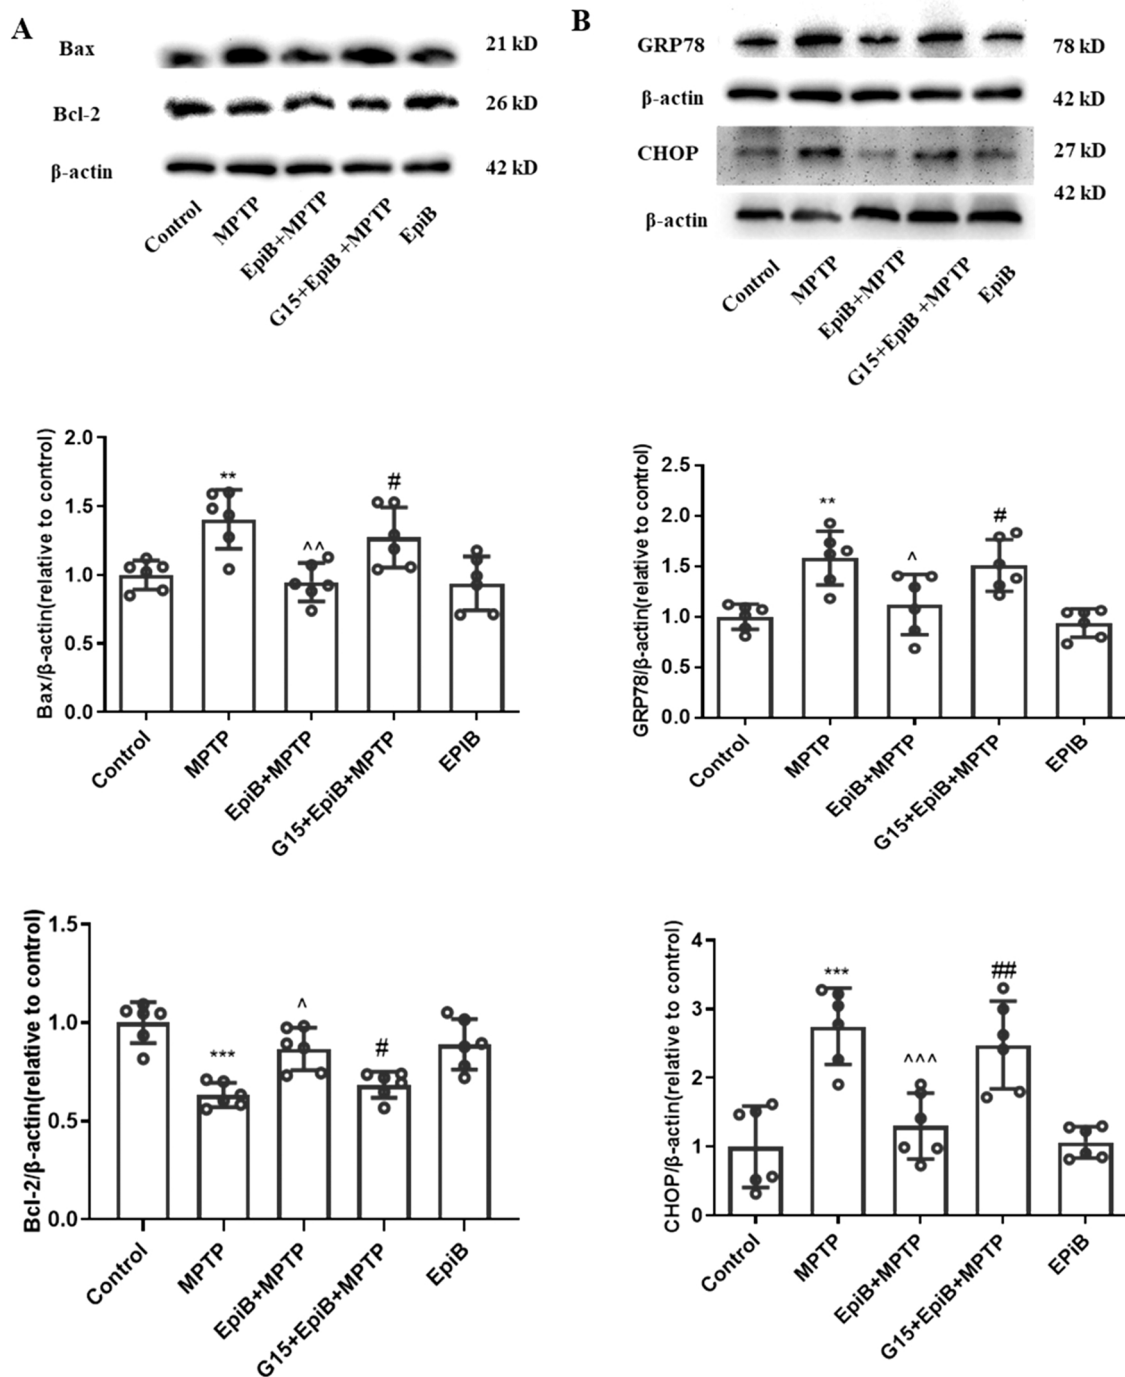 A
Bax 21 kD
Bcl-2 26 kD
β-actin 42 kD
Control MPTP EpiB+MPTP G15+EpiB +MPTP EpiB
B
GRP78 78 kD
β-actin 42 kD
CHOP 27 kD
42 kD
β-actin
Control MPTP EpiB+MPTP G15+EpiB +MPTP EpiB
Bax/β-actin(relative to control)
2.0
1.5
1.0
0.5
0.0
** ^^ #
Control MPTP EpiB+MPTP G15+EpiB+MPTP EPIB
GRP78/β-actin(relative to control)
2.5
2.0
1.5
1.0
0.5
0.0
** ^ #
Control MPTP EpiB+MPTP G15+EpiB+MPTP EPIB
Bcl-2/β-actin(relative to control)
1.5
1.0
0.5
0.0
*** ^ #
Control MPTP EpiB+MPTP G15+EpiB+MPTP EpiB
CHOP/β-actin(relative to control)
4
3
2
1
0
*** ^^^ ##
Control MPTP EpiB+MPTP G15+EpiB+MPTP EPiB